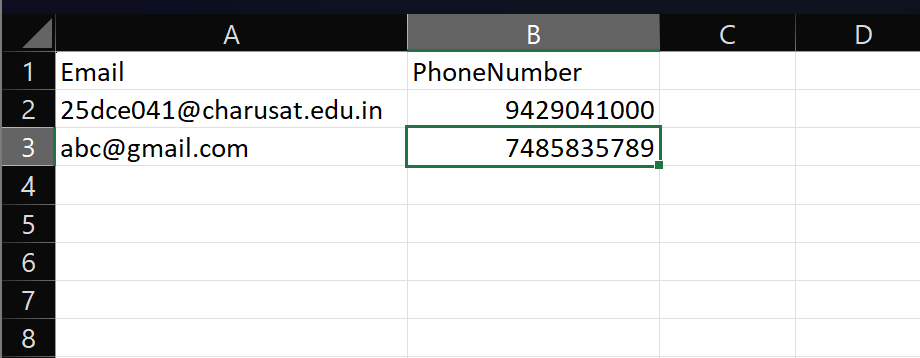 A B C D
1 Email PhoneNumber
2 25dce041@charusat.edu.in 9429041000
3 abc@gmail.com 7485835789
4
5
6
7
8